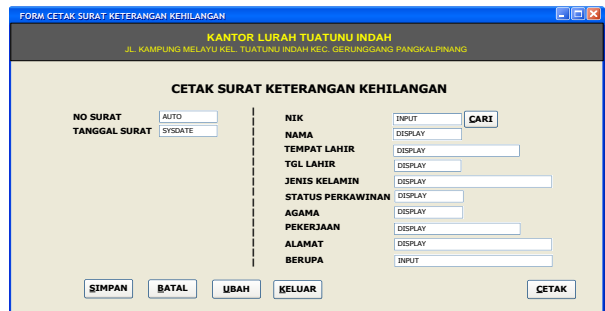 FORM CETAK SURAT KETERANGAN KEHILANGAN
KANTOR LURAH TUATUNU INDAH
JL. KAMPUNG MELAYU KEL. TUATUNU INDAH KEC. GERUNGGANG PANGKALPINANG
CETAK SURAT KETERANGAN KEHILANGAN
NO SURAT AUTO
TANGGAL SURAT SYSDATE
NIK INPUT CARI
NAMA DISPLAY
TEMPAT LAHIR DISPLAY
TGL LAHIR DISPLAY
JENIS KELAMIN DISPLAY
STATUS PERKAWINAN DISPLAY
AGAMA DISPLAY
PEKERJAAN DISPLAY
ALAMAT DISPLAY
BERUPA INPUT
SIMPAN BATAL UBAH KELUAR CETAK